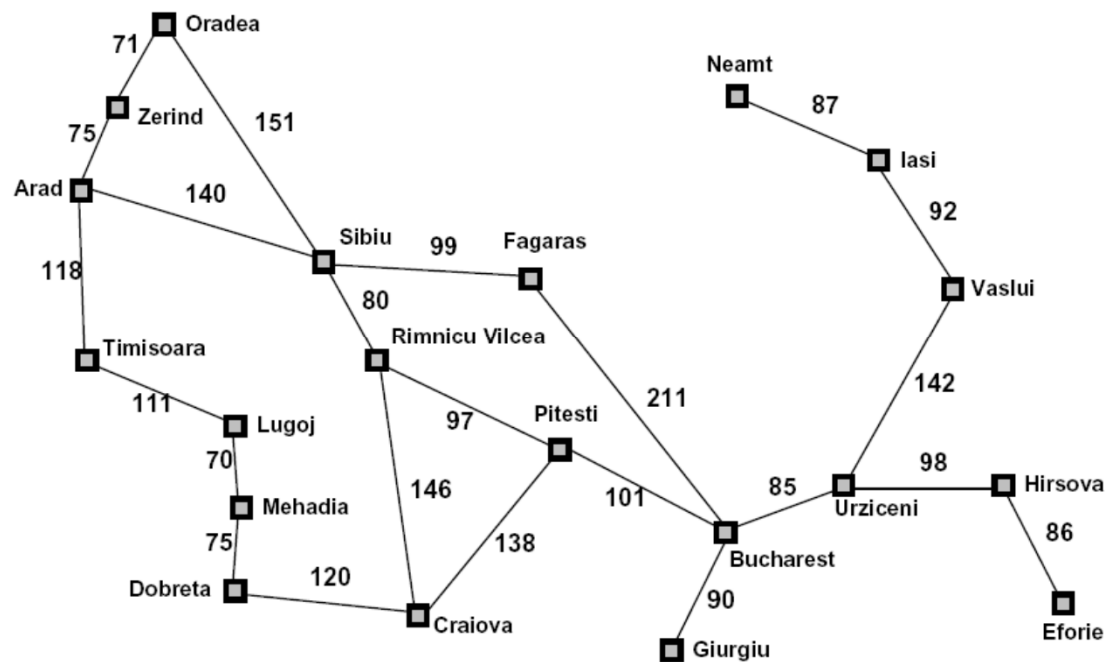 Oradea
71
Neamt
87
Zerind
75
151
Iasi
Arad
140
92
Sibiu
99
Fagaras
118
Vaslui
80
Timisoara
Rimnicu Vilcea
142
111
211
Pitesti
Lugoj
97
70
98
Hirsova
146
101
85
Urziceni
Mehadia
86
138
75
Bucharest
120
Dobreta
90
Craiova
Eforie
Giurgiu